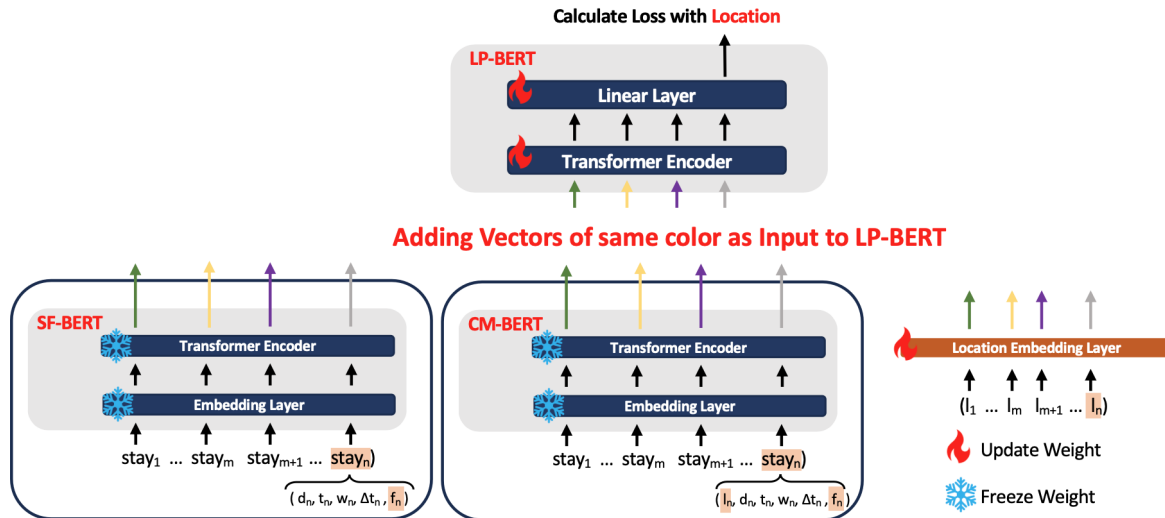 Calculate Loss with Location
LP-BERT
Linear Layer
Transformer Encoder
Adding Vectors of same color as Input to LP-BERT
SF-BERT
Transformer Encoder
Embedding Layer
stay₁ ... stayₘ stayₘ₊₁ ... stayₙ)
( dₙ, tₙ, wₙ, Δtₙ , fₙ )
CM-BERT
Transformer Encoder
Embedding Layer
stay₁ ... stayₘ stayₘ₊₁ ... stayₙ)
( lₙ, dₙ, tₙ, wₙ, Δtₙ , fₙ )
Location Embedding Layer
(l₁ ... lₘ lₘ₊₁ ... lₙ)
Update Weight
Freeze Weight